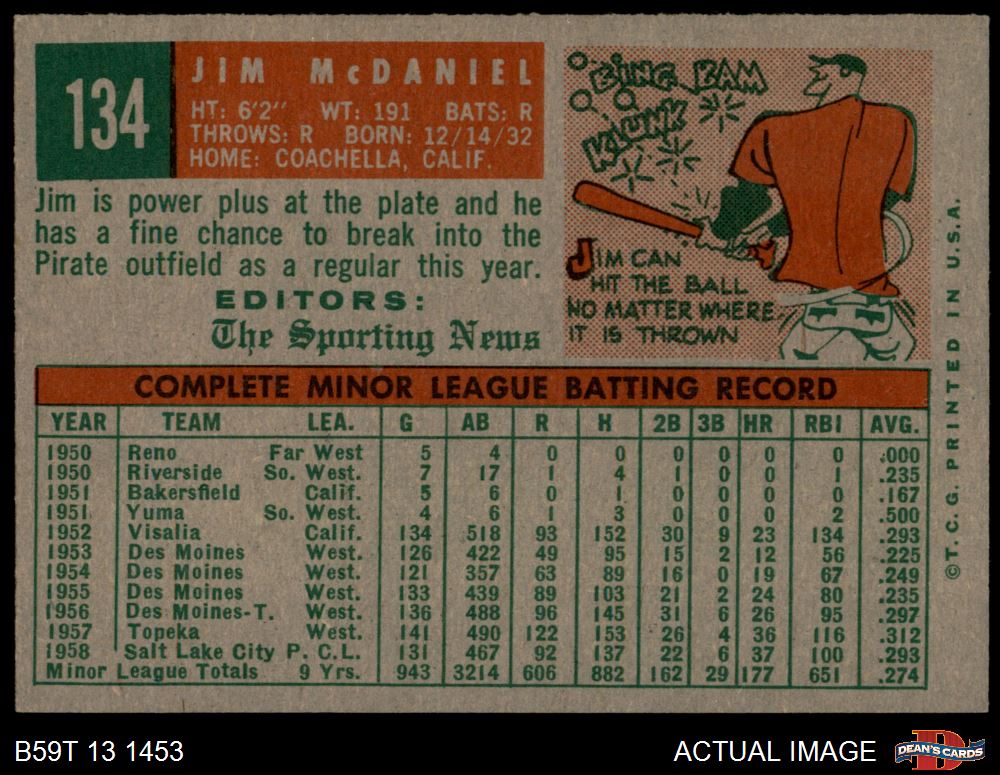 134
JIM McDANIEL
HT: 6'2" WT: 191 BATS: R
THROWS: R BORN: 12/14/32
HOME: COACHELLA, CALIF.
Jim is power plus at the plate and he
has a fine chance to break into the
Pirate outfield as a regular this year.
EDITORS:
The Sporting News
BING BAM
KLUNK
JIM CAN
HIT THE BALL
NO MATTER WHERE
IT IS THROWN
COMPLETE MINOR LEAGUE BATTING RECORD
YEAR TEAM LEA. G AB R H 2B 3B HR RBI AVG.
1950 Reno Far West 5 4 0 0 0 0 0 0 .000
1950 Riverside So. West. 7 17 1 4 1 0 0 1 .235
1951 Bakersfield Calif. 5 6 0 1 0 0 0 0 .167
1951 Yuma So. West. 4 6 1 3 0 0 0 2 .500
1952 Visalia Calif. 134 518 93 152 30 9 23 134 .293
1953 Des Moines West. 126 422 49 95 15 2 12 56 .225
1954 Des Moines West. 121 357 63 89 16 0 19 67 .249
1955 Des Moines West. 133 439 89 103 21 2 24 80 .235
1956 Des Moines-T. West. 136 488 96 145 31 6 26 95 .297
1957 Topeka West. 141 490 122 153 26 4 36 116 .312
1958 Salt Lake City P. C. L. 131 467 92 137 22 6 37 100 .293
Minor League Totals 9 Yrs. 943 3214 606 882 162 29 177 651 .274
©T. C. G. PRINTED IN U.S.A.
B59T 13 1453
ACTUAL IMAGE
D
DEAN'S CARDS